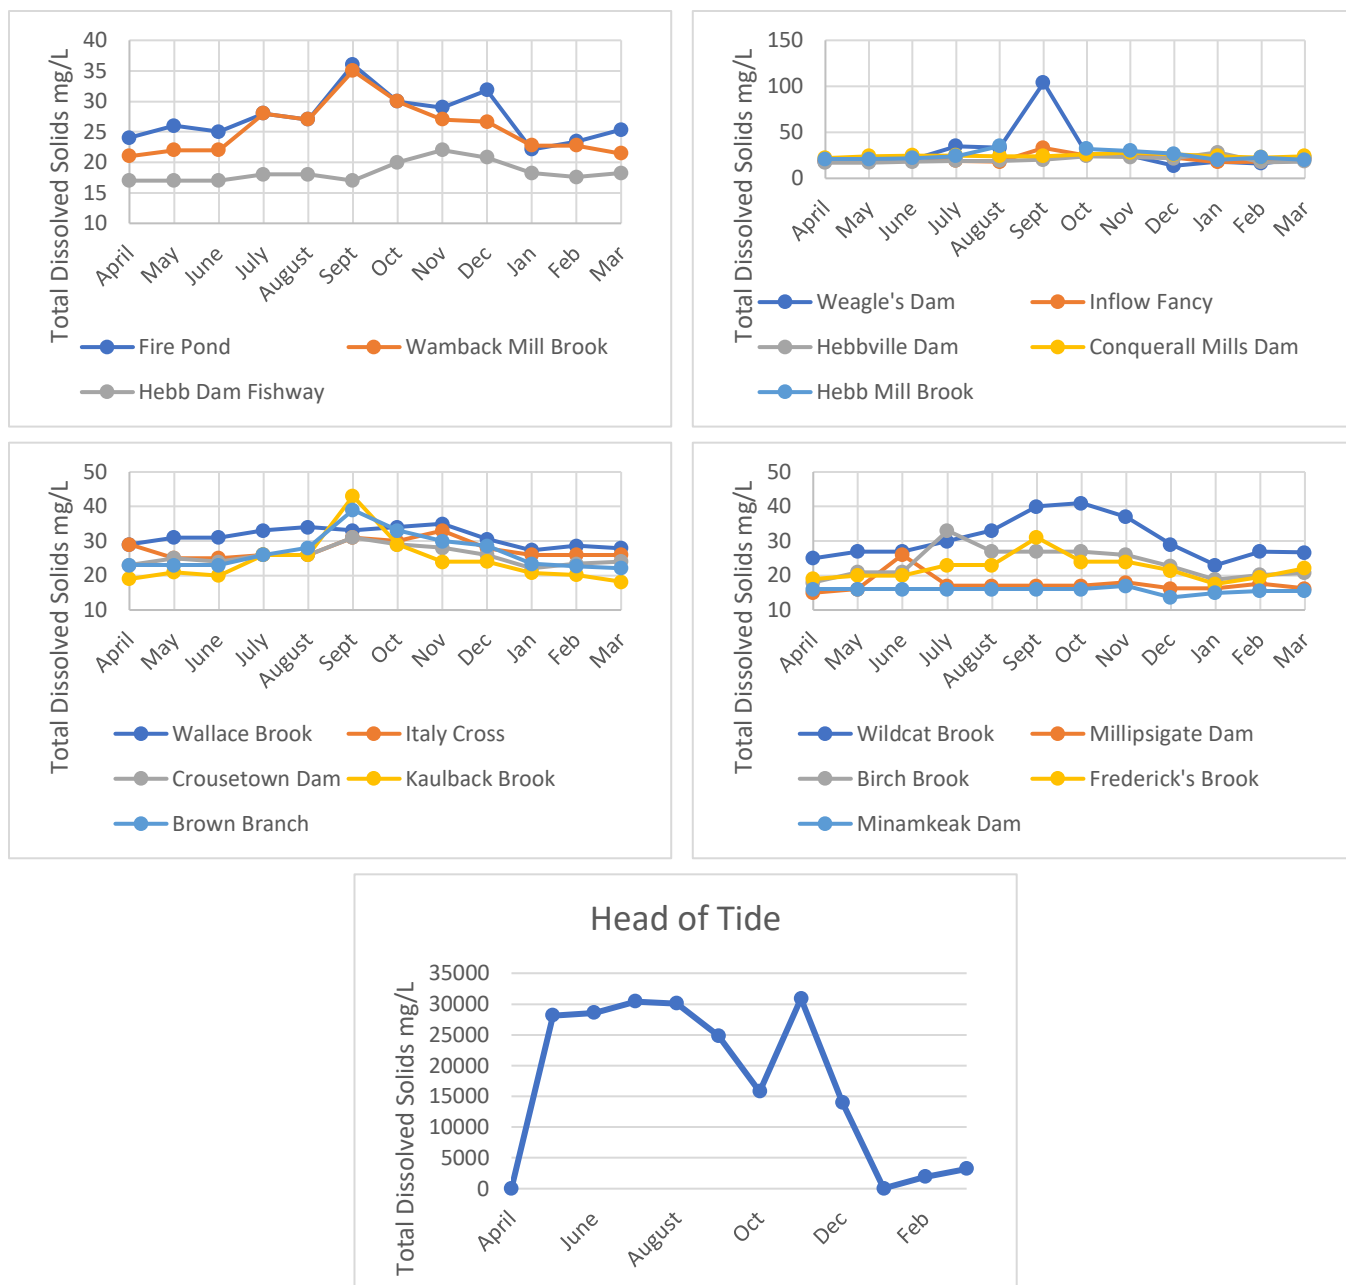 Total Dissolved Solids mg/L
40
35
30
25
20
15
10
April May June July August Sept Oct Nov Dec Jan Feb Mar
Fire Pond Wamback Mill Brook
Hebb Dam Fishway
Total Dissolved Solids mg/L
150
100
50
0
April May June July August Sept Oct Nov Dec Jan Feb Mar
Weagle's Dam Inflow Fancy
Hebbville Dam Conquerall Mills Dam
Hebb Mill Brook
Total Dissolved Solids mg/L
50
40
30
20
10
April May June July August Sept Oct Nov Dec Jan Feb Mar
Wallace Brook Italy Cross
Crousetown Dam Kaulback Brook
Brown Branch
Total Dissolved Solids mg/L
50
40
30
20
10
April May June July August Sept Oct Nov Dec Jan Feb Mar
Wildcat Brook Millipsigate Dam
Birch Brook Frederick's Brook
Minamkeak Dam
Head of Tide
Total Dissolved Solids mg/L
35000
30000
25000
20000
15000
10000
5000
0
April June August Oct Dec Feb